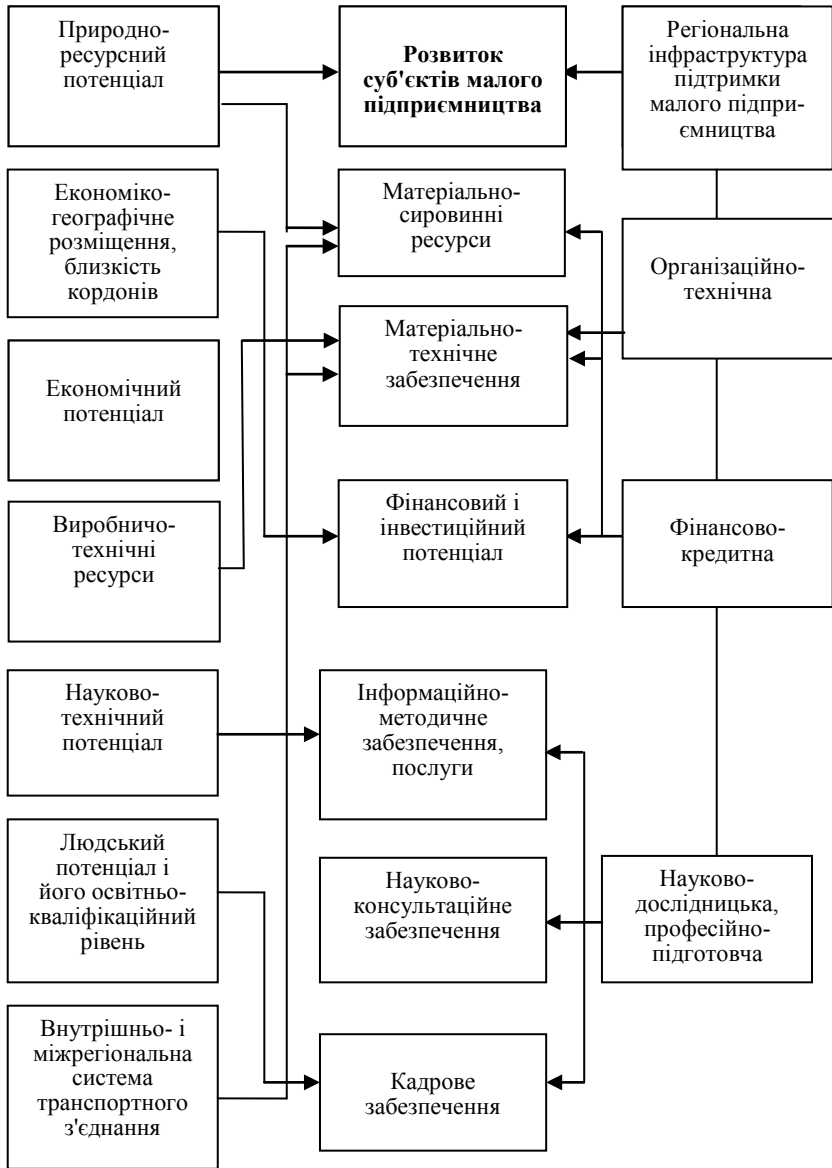 Природно-
ресурсний
потенціал
Розвиток
суб'єктів малого
підприємництва
Регіональна
інфраструктура
підтримки
малого підпри-
ємництва
Економіко-
географічне
розміщення,
близкість
кордонів
Матеріально-
сировинні
ресурси
Організаційно-
технічна
Економічний
потенціал
Матеріально-
технічне
забезпечення
Виробничо-
технічні
ресурси
Фінансовий і
інвестиційний
потенціал
Фінансово-
кредитна
Науково-
технічний
потенціал
Інформаційно-
методичне
забезпечення,
послуги
Людський
потенціал і
його освітньо-
кваліфікаційний
рівень
Науково-
консультаційне
забезпечення
Науково-
дослідницька,
професійно-
підготовча
Внутрішньо- і
міжрегіональна
система
транспортного
з'єднання
Кадрове
забезпечення